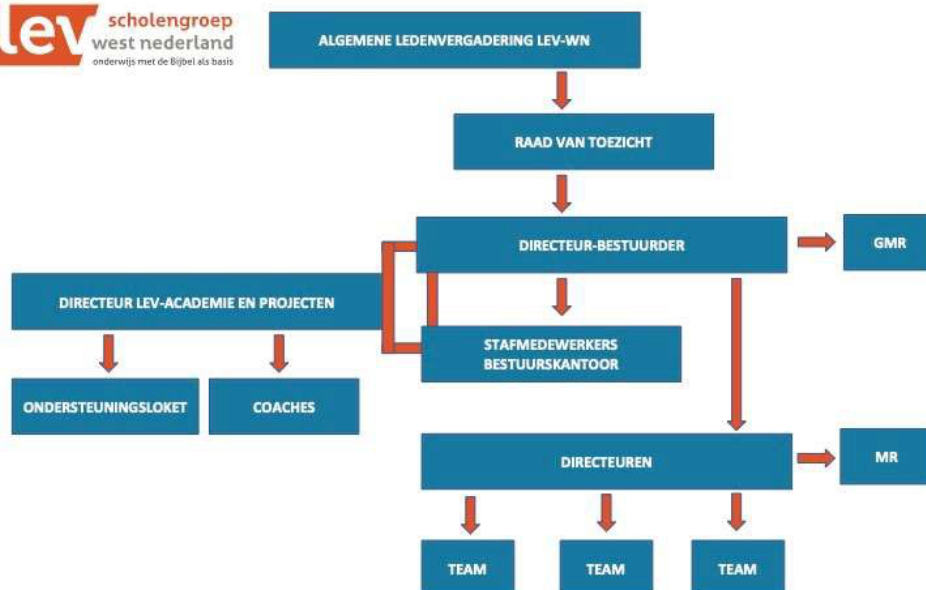 lev scholengroep
west nederland
onderwijs met de Bijbel als basis
ALGEMENE LEDENVERGADERING LEV-WN
RAAD VAN TOEZICHT
DIRECTEUR-BESTUURDER
GMR
DIRECTEUR LEV-ACADEMIE EN PROJECTEN
STAFMEDEWERKERS
BESTUURSKANTOOR
ONDERSTEUNINGSLOKET
COACHES
DIRECTEUREN
MR
TEAM
TEAM
TEAM